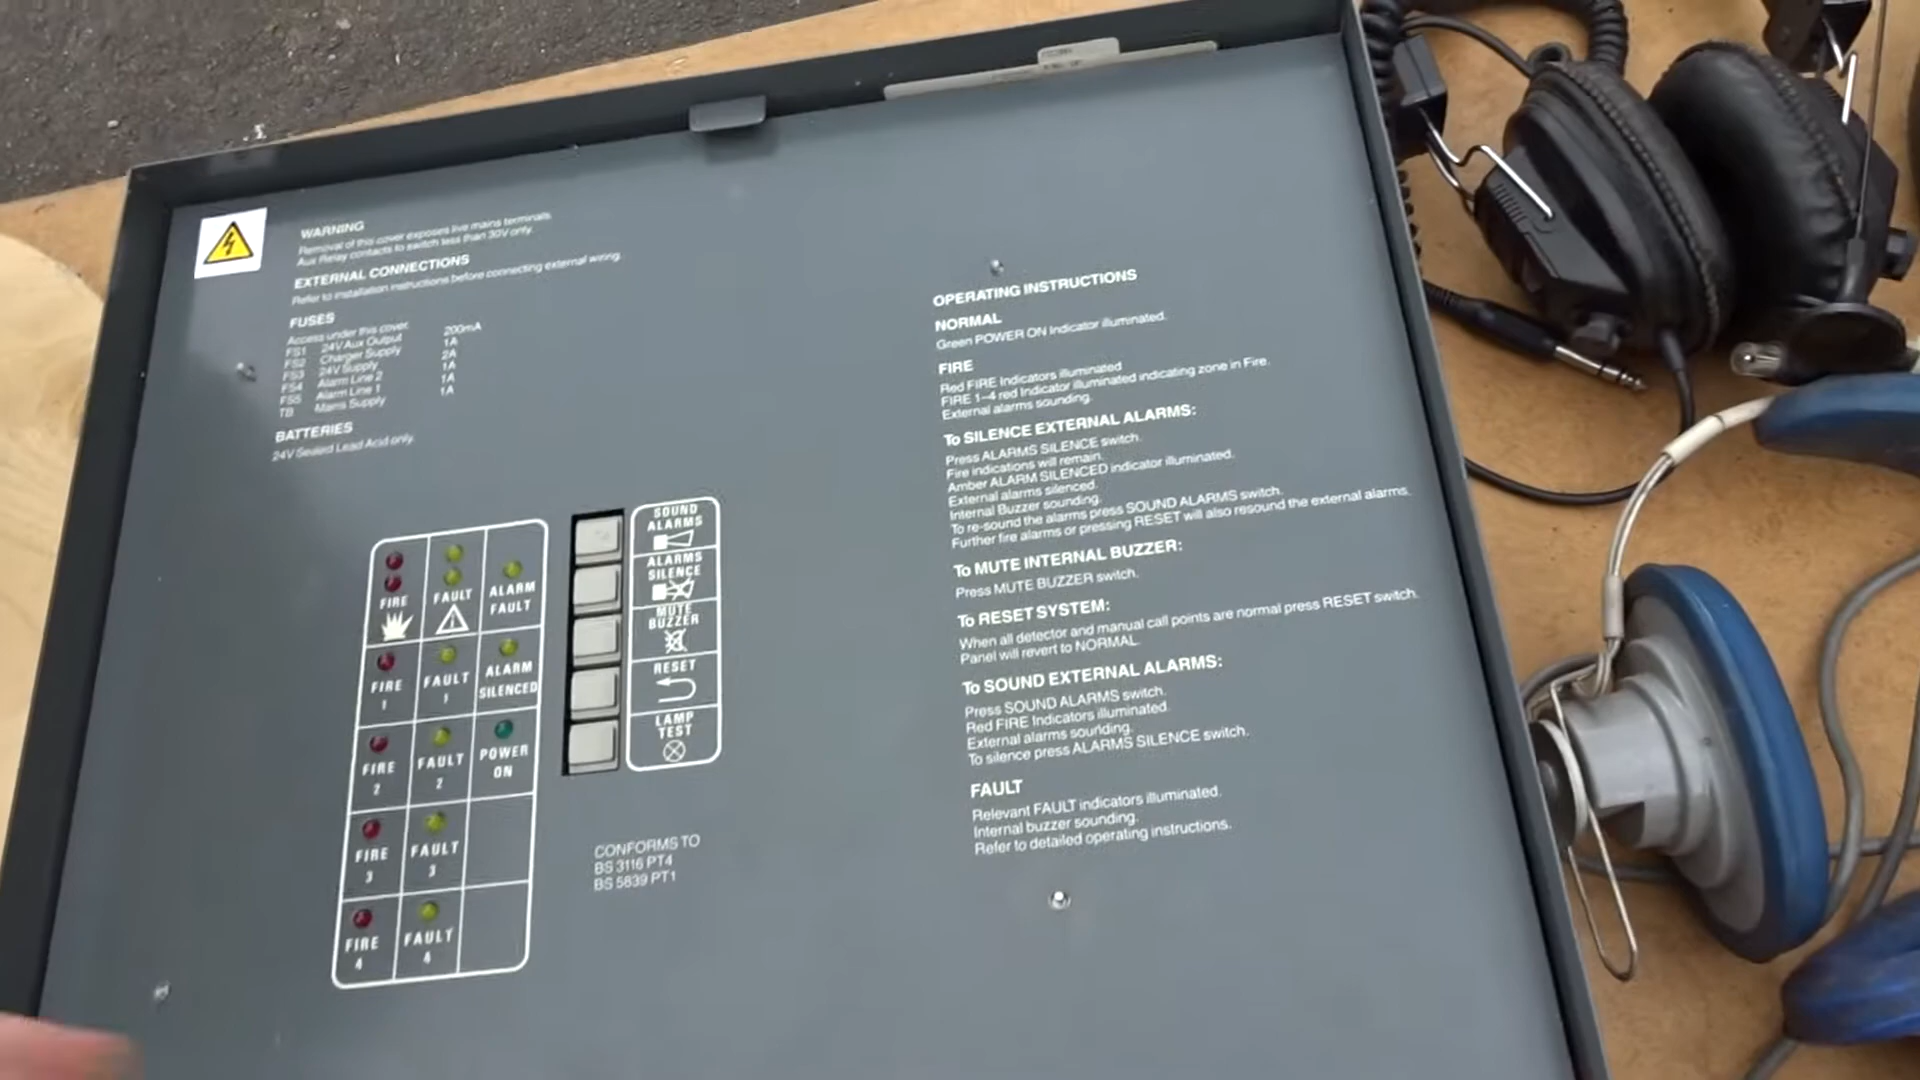 WARNING
Removal of this cover exposes live mains terminals
Aux Relay contacts to switch less than 30V only.
EXTERNAL CONNECTIONS
Refer to installation instructions before connecting external wiring.
FUSES
Access under this cover.
FS1 24V Aux Output 200mA
FS2 Charger Supply 1A
FS3 24V Supply 2A
FS4 Alarm Line 2 1A
FS5 Alarm Line 1 1A
TB Mains Supply 1A
BATTERIES
24V Sealed Lead Acid only.
FIRE
FAULT
ALARM
FAULT
FIRE
1
FAULT
1
ALARM
SILENCED
FIRE
2
FAULT
2
POWER
ON
FIRE
3
FAULT
3
FIRE
4
FAULT
4
SOUND
ALARMS
ALARMS
SILENCE
MUTE
BUZZER
RESET
LAMP
TEST
CONFORMS TO
BS 3116 PT4
BS 5839 PT1
OPERATING INSTRUCTIONS
NORMAL
Green POWER ON Indicator illuminated.
FIRE
Red FIRE Indicators illuminated
FIRE 1-4 red Indicator illuminated indicating zone in Fire.
External alarms sounding.
To SILENCE EXTERNAL ALARMS:
Press ALARMS SILENCE switch.
Fire indications will remain.
Amber ALARM SILENCED indicator illuminated.
External alarms silenced.
Internal Buzzer sounding.
To re-sound the alarms press SOUND ALARMS switch.
Further fire alarms or pressing RESET will also resound the external alarms.
To MUTE INTERNAL BUZZER:
Press MUTE BUZZER switch.
To RESET SYSTEM:
When all detector and manual call points are normal press RESET switch.
Panel will revert to NORMAL.
To SOUND EXTERNAL ALARMS:
Press SOUND ALARMS switch.
Red FIRE Indicators illuminated.
External alarms sounding.
To silence press ALARMS SILENCE switch.
FAULT
Relevant FAULT indicators illuminated.
Internal buzzer sounding.
Refer to detailed operating instructions.